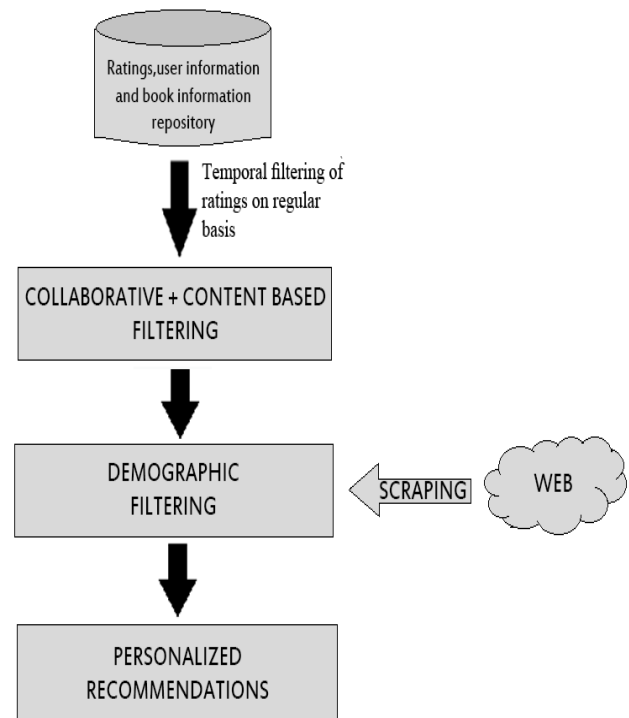 Ratings,user information
and book information
repository
Temporal filtering of
ratings on regular
basis
COLLABORATIVE + CONTENT BASED
FILTERING
DEMOGRAPHIC
FILTERING
SCRAPING
WEB
PERSONALIZED
RECOMMENDATIONS